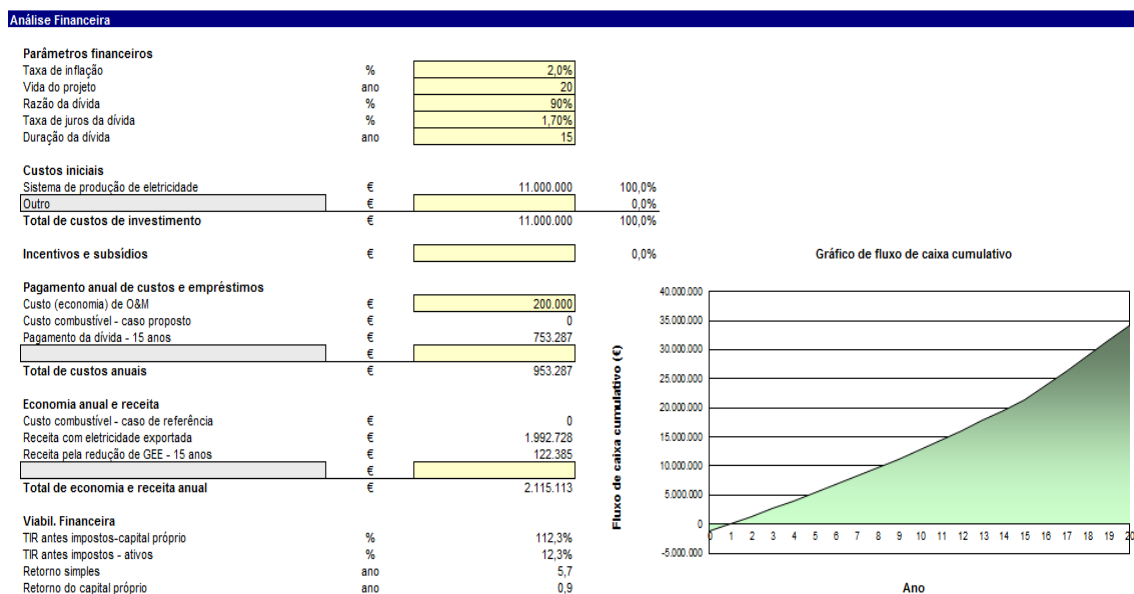 Análise Financeira
Parâmetros financeiros
Taxa de inflação % 2,0%
Vida do projeto ano 20
Razão da dívida % 90%
Taxa de juros da dívida % 1,70%
Duração da dívida ano 15
Custos iniciais
Sistema de produção de eletricidade € 11.000.000 100,0%
Outro € 0,0%
Total de custos de investimento € 11.000.000 100,0%
Incentivos e subsídios € 0,0%
Pagamento anual de custos e empréstimos
Custo (economia) de O&M € 200.000
Custo combustível - caso proposto € 0
Pagamento da dívida - 15 anos € 753.287
€
Total de custos anuais € 953.287
Economia anual e receita
Custo combustível - caso de referência € 0
Receita com eletricidade exportada € 1.992.728
Receita pela redução de GEE - 15 anos € 122.385
€
Total de economia e receita anual € 2.115.113
Viabil. Financeira
TIR antes impostos-capital próprio % 112,3%
TIR antes impostos - ativos % 12,3%
Retorno simples ano 5,7
Retorno do capital próprio ano 0,9
Gráfico de fluxo de caixa cumulativo
Fluxo de caixa cumulativo (€)
40.000.000
35.000.000
30.000.000
25.000.000
20.000.000
15.000.000
10.000.000
5.000.000
0
-5.000.000
0 1 2 3 4 5 6 7 8 9 10 11 12 13 14 15 16 17 18 19 20
Ano